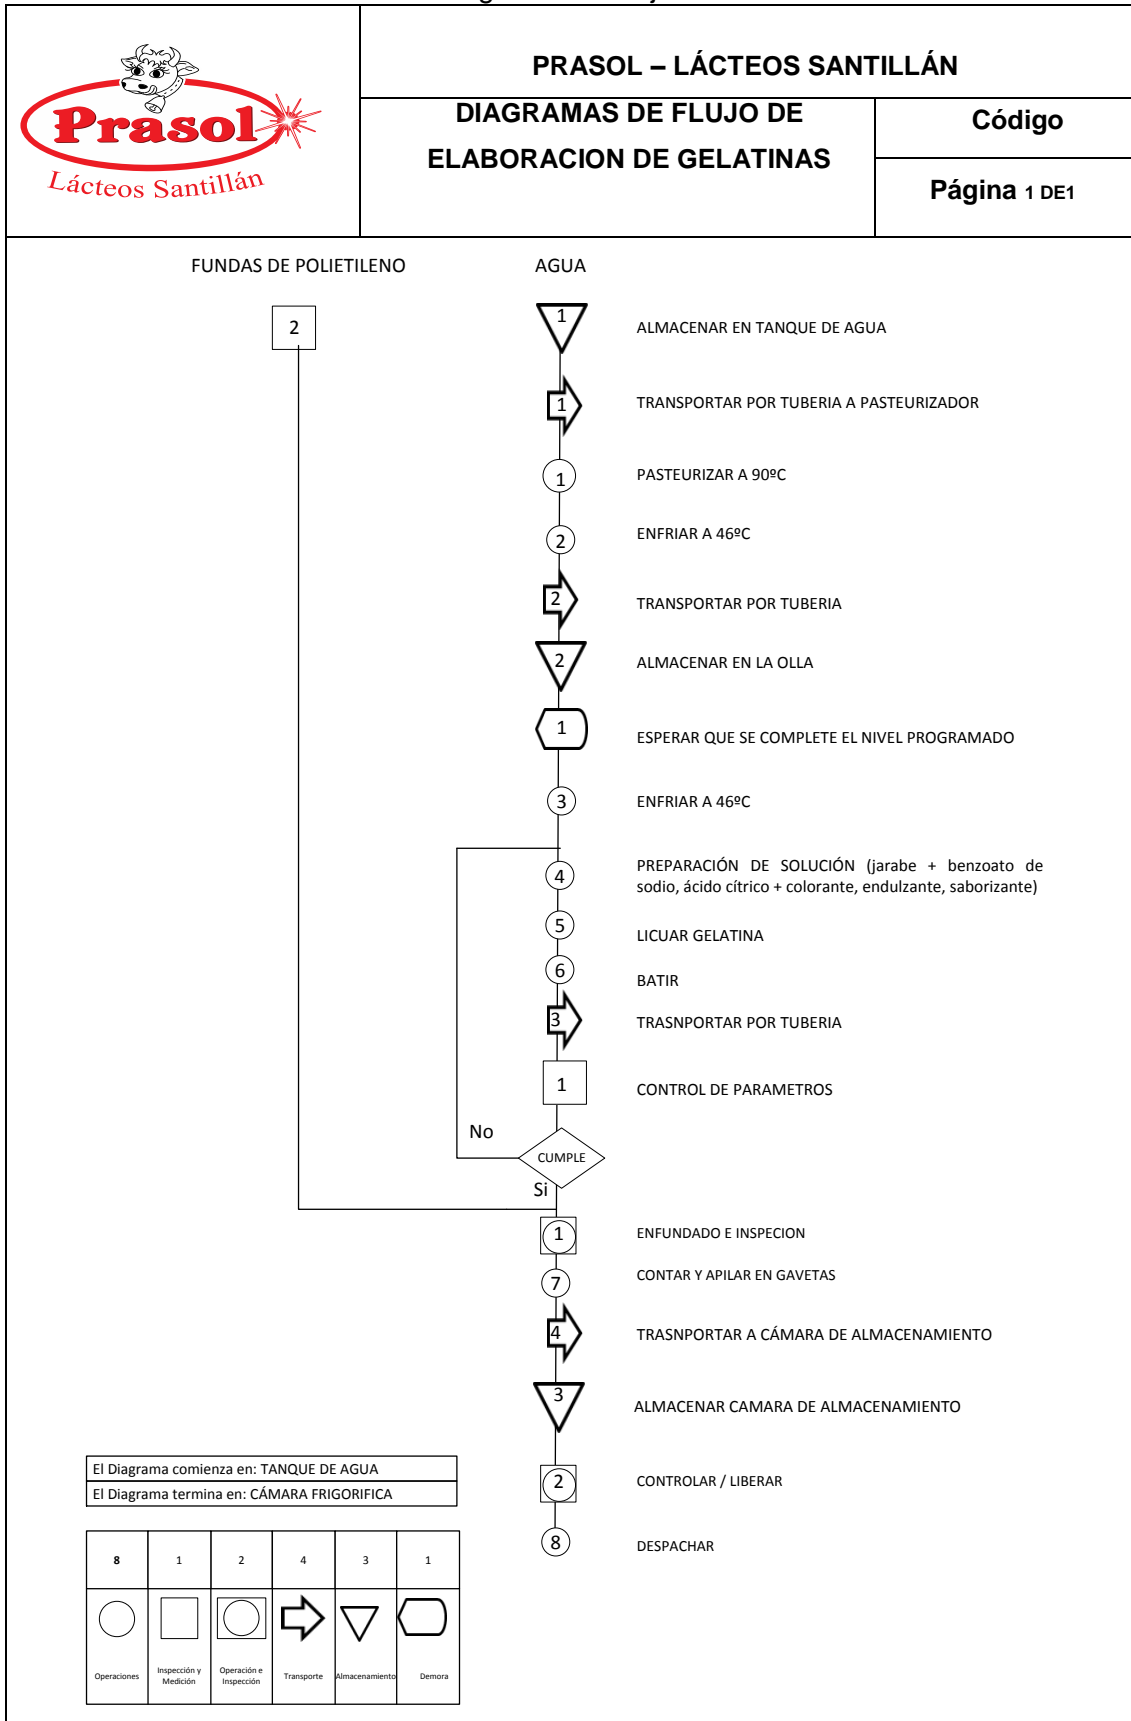 Prasol
Lácteos Santillán
PRASOL – LÁCTEOS SANTILLÁN
DIAGRAMAS DE FLUJO DE
ELABORACION DE GELATINAS
Código
Página 1 DE1
FUNDAS DE POLIETILENO
AGUA
2
1
ALMACENAR EN TANQUE DE AGUA
1
TRANSPORTAR POR TUBERIA A PASTEURIZADOR
1
PASTEURIZAR A 90ºC
2
ENFRIAR A 46ºC
2
TRANSPORTAR POR TUBERIA
2
ALMACENAR EN LA OLLA
1
ESPERAR QUE SE COMPLETE EL NIVEL PROGRAMADO
3
ENFRIAR A 46ºC
4
PREPARACIÓN DE SOLUCIÓN (jarabe + benzoato de
sodio, ácido cítrico + colorante, endulzante, saborizante)
5
LICUAR GELATINA
6
BATIR
3
TRASNPORTAR POR TUBERIA
1
CONTROL DE PARAMETROS
No
CUMPLE
Si
1
ENFUNDADO E INSPECION
7
CONTAR Y APILAR EN GAVETAS
4
TRASNPORTAR A CÁMARA DE ALMACENAMIENTO
3
ALMACENAR CAMARA DE ALMACENAMIENTO
2
CONTROLAR / LIBERAR
8
DESPACHAR
El Diagrama comienza en: TANQUE DE AGUA
El Diagrama termina en: CÁMARA FRIGORIFICA
8 1 2 4 3 1
Operaciones
Inspección y
Medición
Operación e
Inspección
Transporte
Almacenamiento
Demora